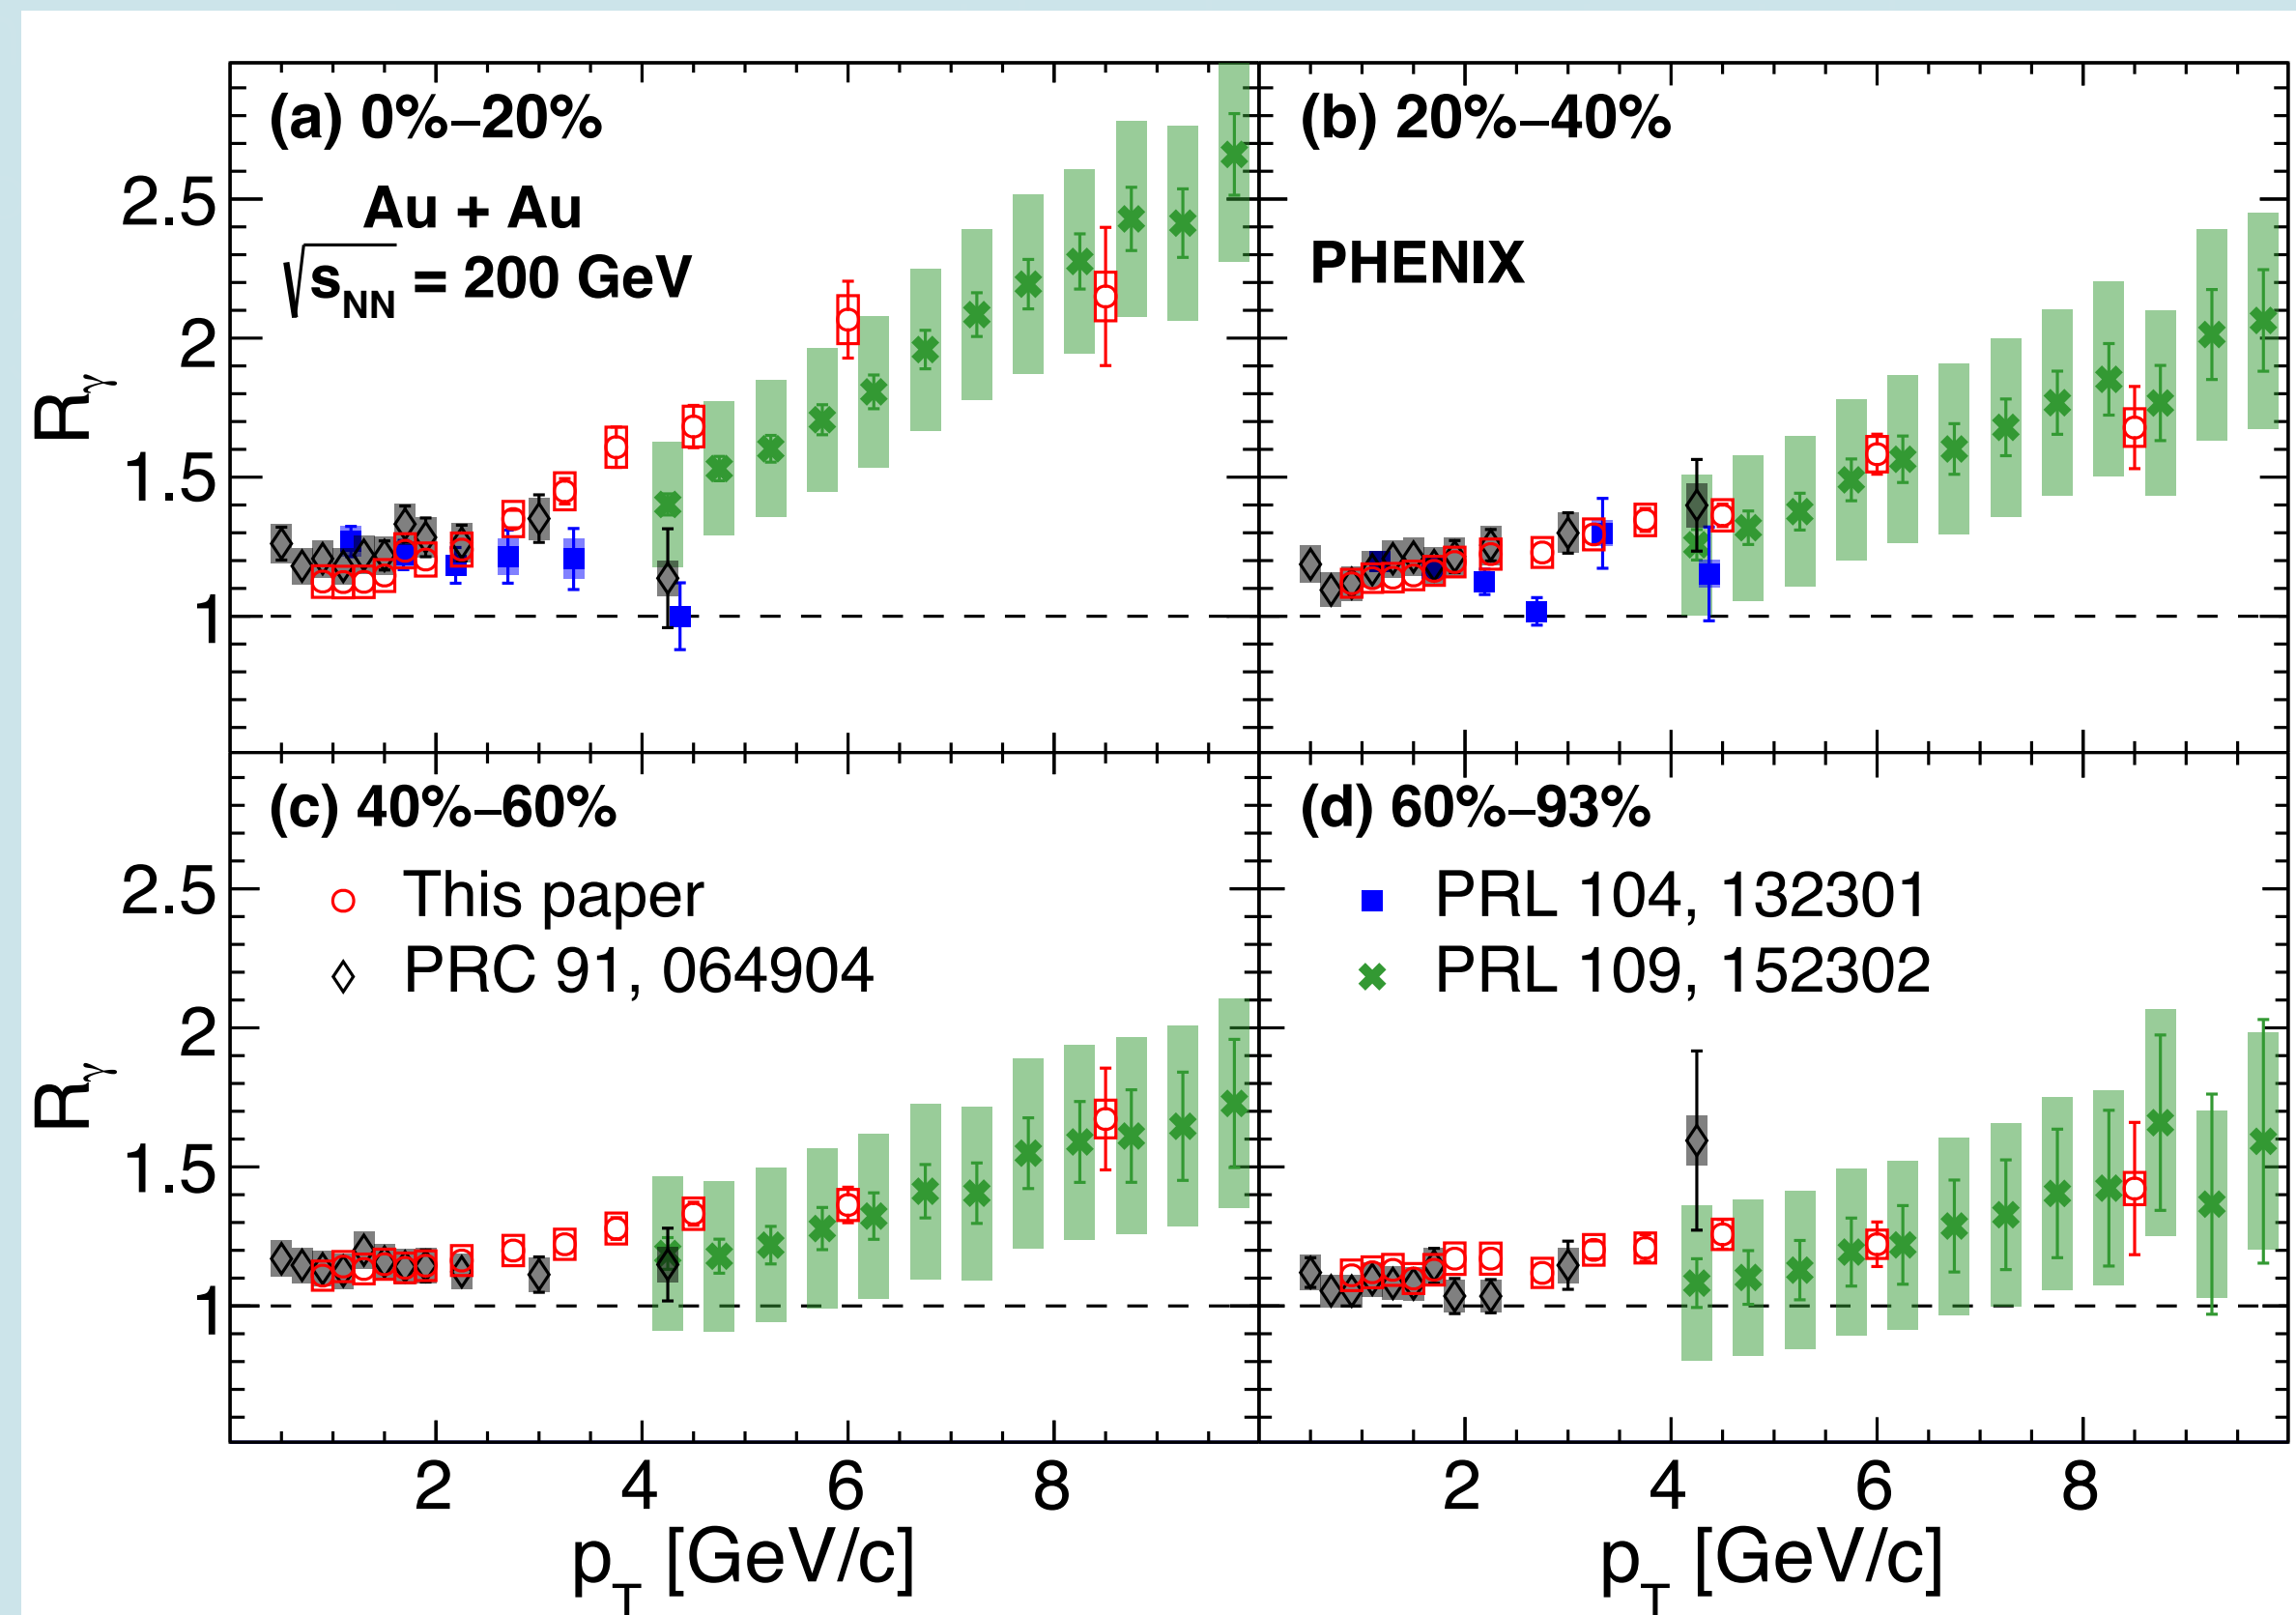 (a) 0%–20%
Au + Au
√sNN = 200 GeV
(b) 20%–40%
PHENIX
2.5
2
1.5
1
Rγ
(c) 40%–60%
This paper
PRC 91, 064904
(d) 60%–93%
PRL 104, 132301
PRL 109, 152302
2.5
2
1.5
1
Rγ
2 4 6 8
2 4 6 8
pT [GeV/c]
pT [GeV/c]